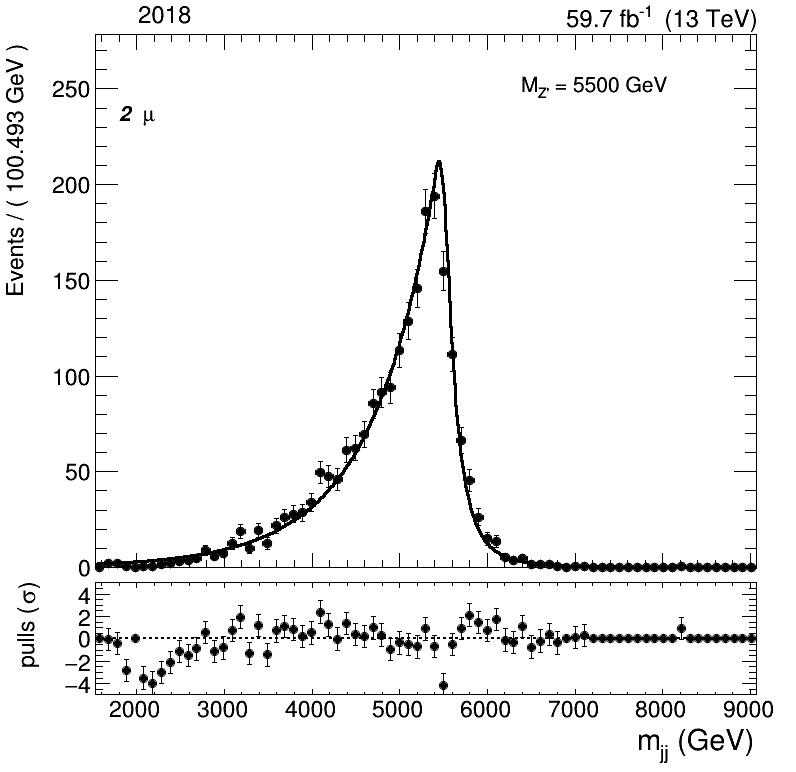 2018 59.7 fb⁻¹ (13 TeV)
Events / ( 100.493 GeV )
250
200
150
100
50
0
M_Z' = 5500 GeV
2 μ
pulls (σ)
4
2
0
−2
−4
2000 3000 4000 5000 6000 7000 8000 9000
m_jj (GeV)